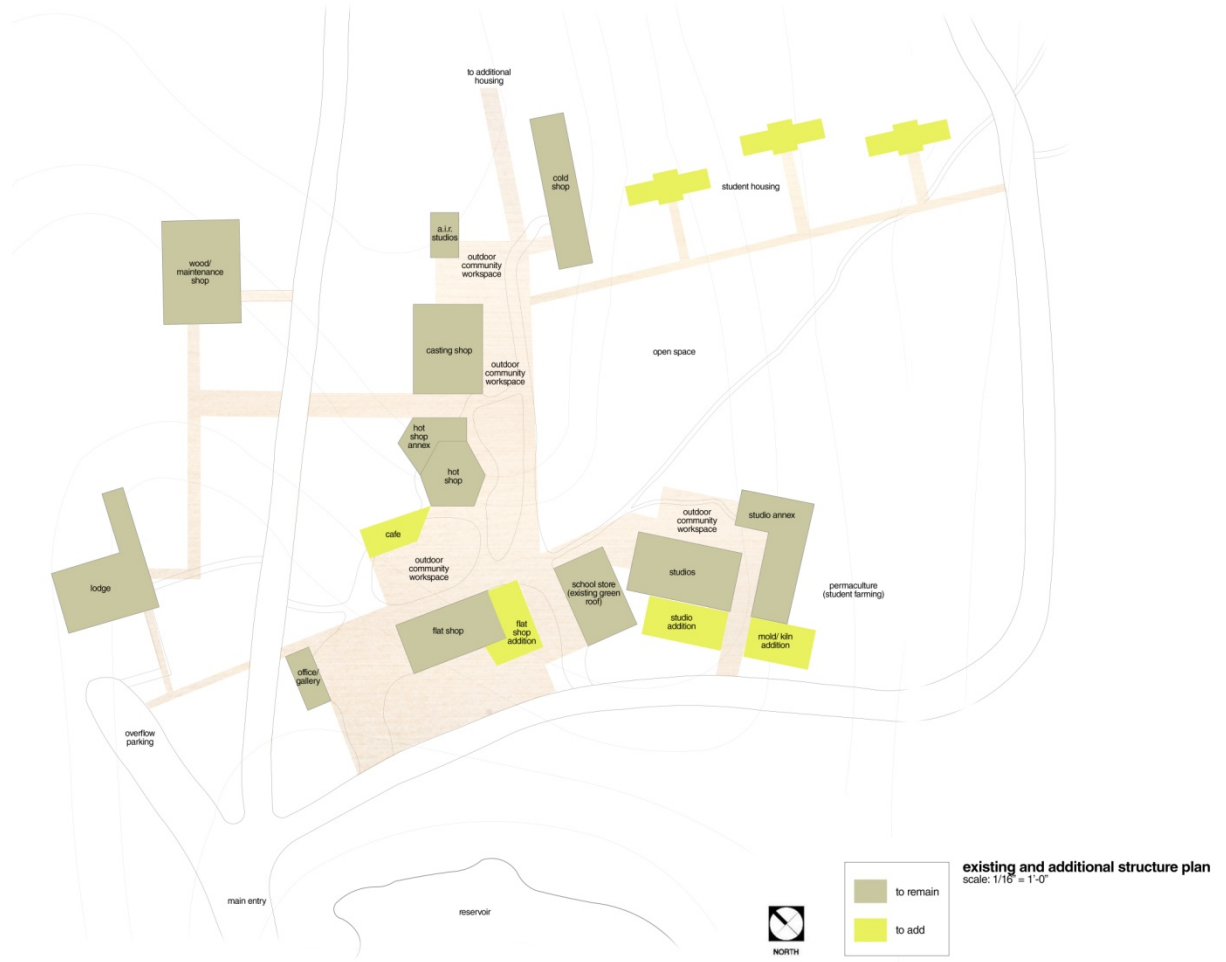 to additional
housing
cold
shop
student housing
a.i.r.
studios
outdoor
community
workspace
wood/
maintenance
shop
casting shop
open space
outdoor
community
workspace
hot
shop
annex
hot
shop
cafe
outdoor
community
workspace
studio annex
outdoor
community
workspace
lodge
studios
school store
(existing green
roof)
permaculture
(student farming)
flat shop
flat
shop
addition
studio
addition
mold/ kiln
addition
office/
gallery
overflow
parking
main entry
reservoir
NORTH
to remain
to add
existing and additional structure plan
scale: 1/16" = 1'-0"